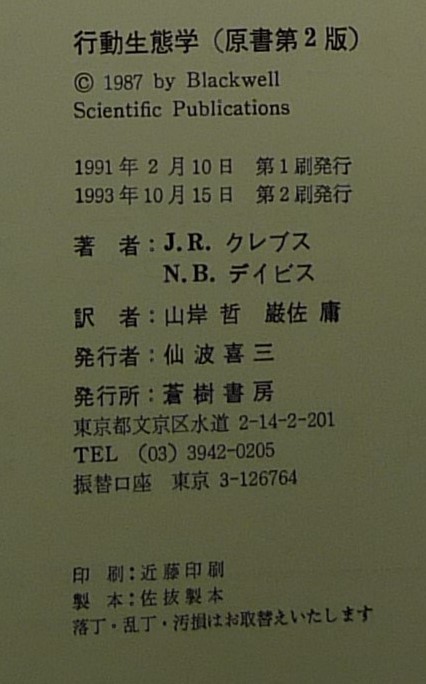 行動生態学（原書第2版）
© 1987 by Blackwell
Scientific Publications
1991年2月10日 第1刷発行
1993年10月15日 第2刷発行
著 者：J.R. クレブス
N.B. デイビス
訳 者：山岸 哲 巌佐 庸
発行者：仙波喜三
発行所：蒼樹書房
東京都文京区水道 2-14-2-201
TEL （03）3942-0205
振替口座 東京 3-126764
印 刷：近藤印刷
製 本：佐抜製本
落丁・乱丁・汚損はお取替えいたします